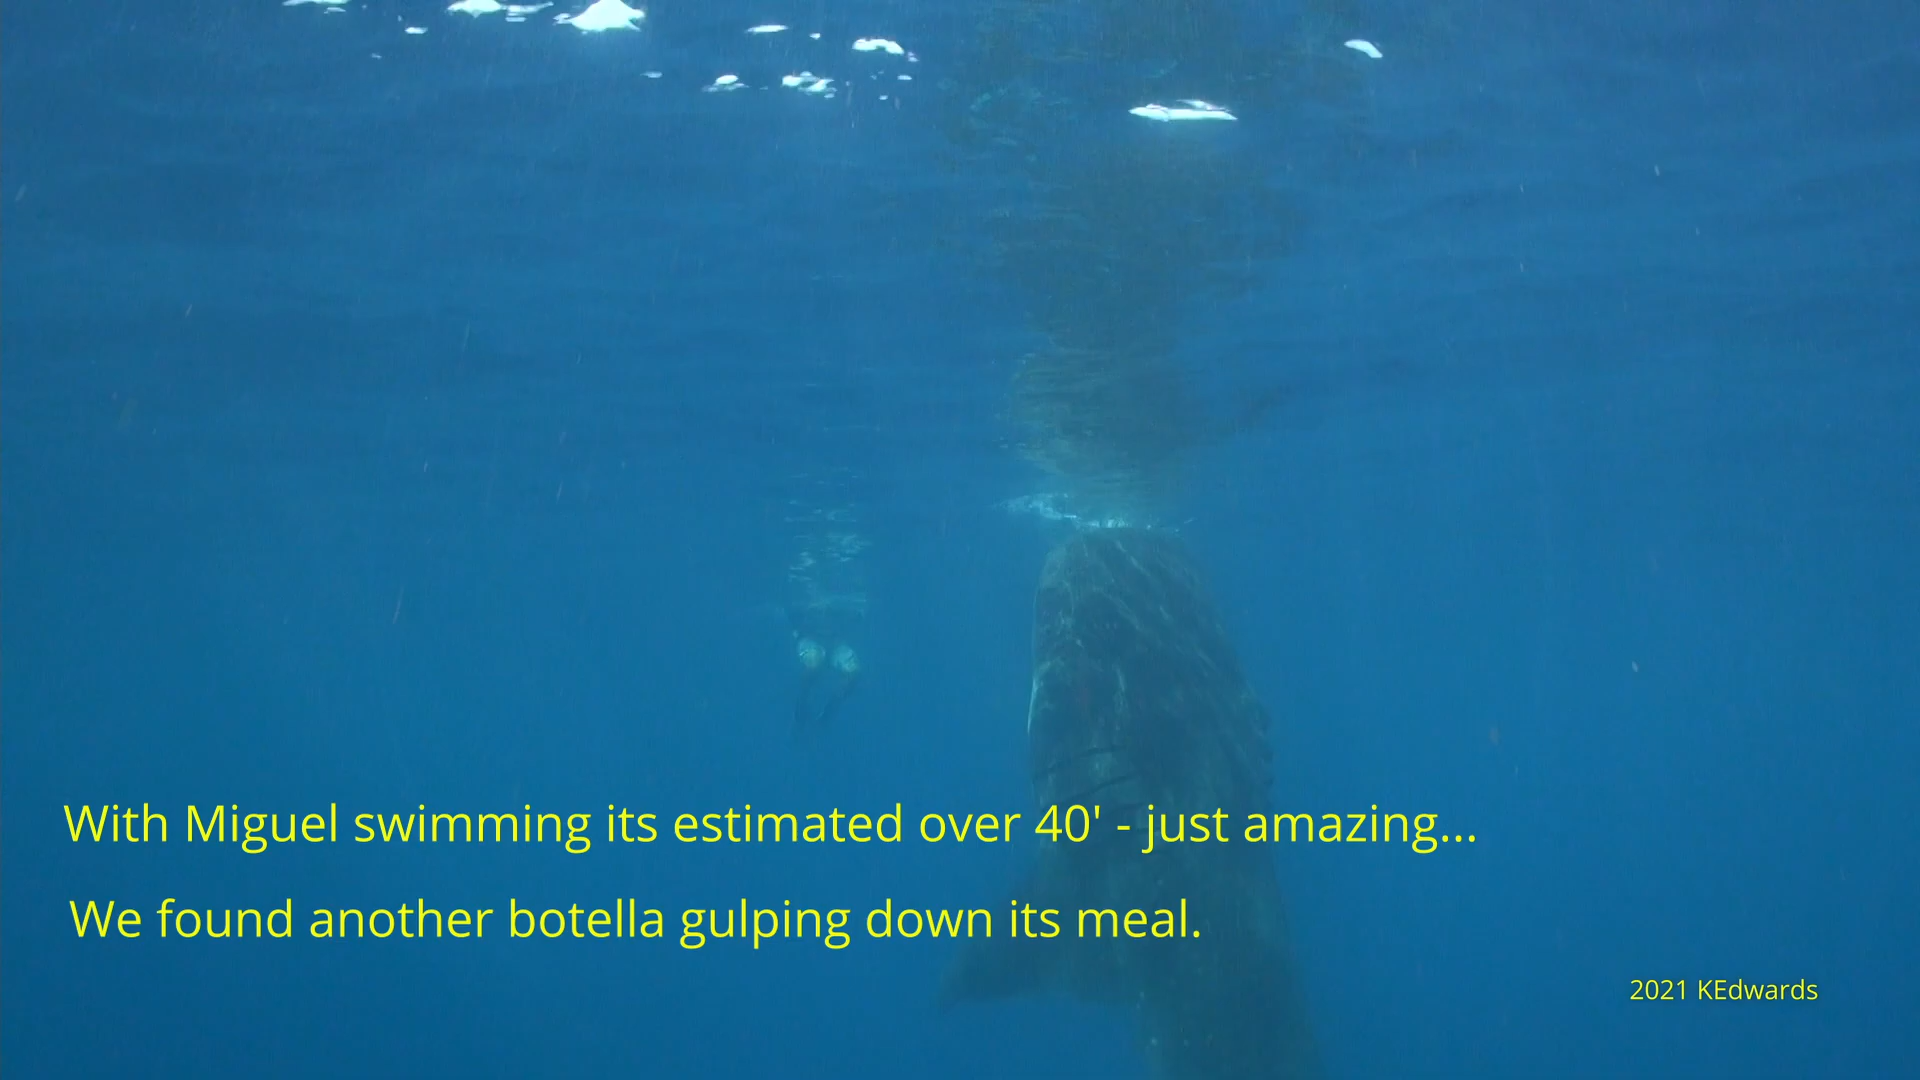 With Miguel swimming its estimated over 40' - just amazing...
We found another botella gulping down its meal.
2021 KEdwards